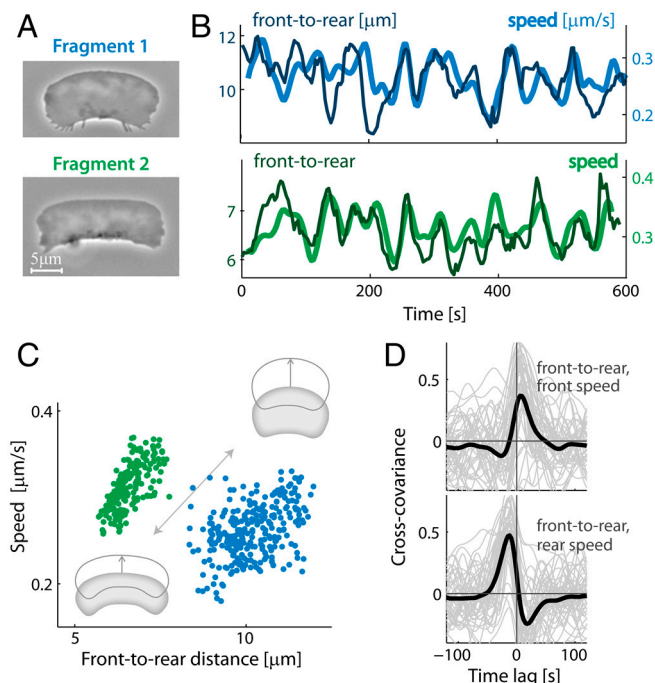 A
Fragment 1
Fragment 2
5μm
B
front-to-rear [μm]
speed [μm/s]
12
10
0.3
0.2
front-to-rear
speed
7
6
0.4
0.3
0
200
400
600
Time [s]
C
0.4
0.2
Speed [μm/s]
5
10
Front-to-rear distance [μm]
D
front-to-rear,
front speed
0.5
0
front-to-rear,
rear speed
0.5
0
Cross-covariance
−100
0
100
Time lag [s]